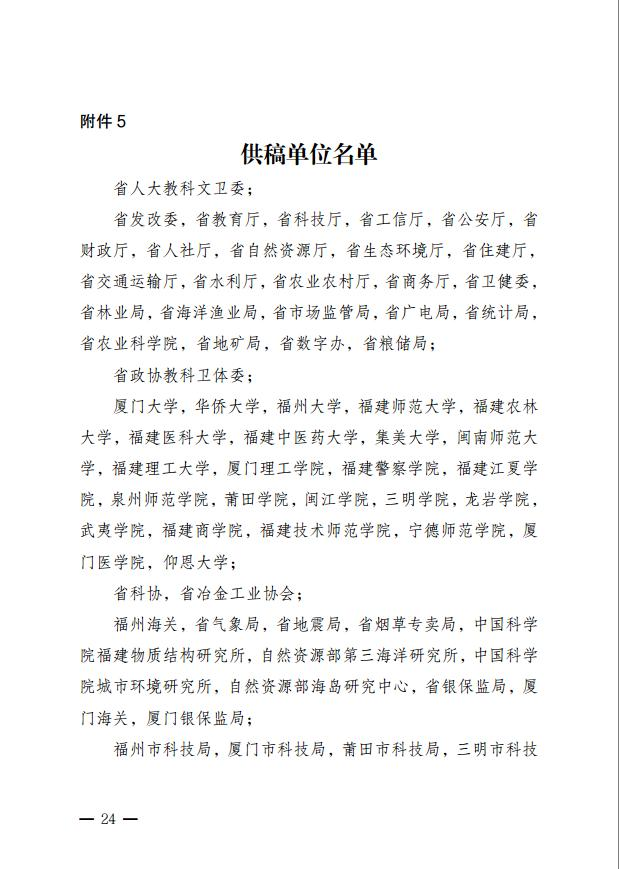 附件 5
供稿单位名单
省人大教科文卫委；
省发改委，省教育厅，省科技厅，省工信厅，省公安厅，省
财政厅，省人社厅，省自然资源厅，省生态环境厅，省住建厅，
省交通运输厅，省水利厅，省农业农村厅，省商务厅，省卫健委，
省林业局，省海洋渔业局，省市场监管局，省广电局，省统计局，
省农业科学院，省地矿局，省数字办，省粮储局；
省政协教科卫体委；
厦门大学，华侨大学，福州大学，福建师范大学，福建农林
大学，福建医科大学，福建中医药大学，集美大学，闽南师范大
学，福建理工大学，厦门理工学院，福建警察学院，福建江夏学
院，泉州师范学院，莆田学院，闽江学院，三明学院，龙岩学院，
武夷学院，福建商学院，福建技术师范学院，宁德师范学院，厦
门医学院，仰恩大学；
省科协，省冶金工业协会；
福州海关，省气象局，省地震局，省烟草专卖局，中国科学
院福建物质结构研究所，自然资源部第三海洋研究所，中国科学
院城市环境研究所，自然资源部海岛研究中心，省银保监局，厦
门海关，厦门银保监局；
福州市科技局，厦门市科技局，莆田市科技局，三明市科技
— 24 —